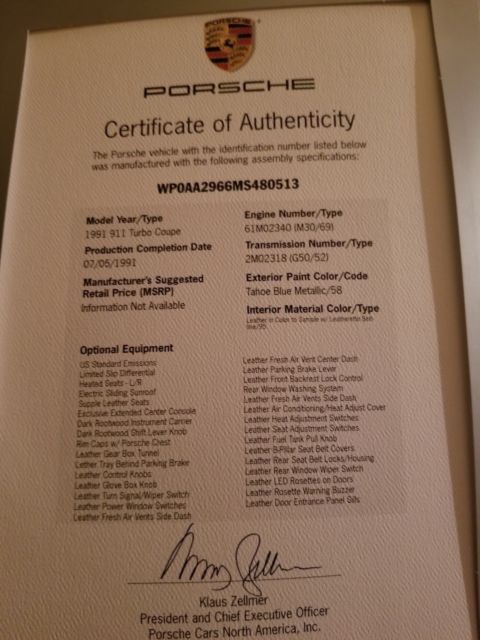 PORSCHE
PORSCHE
Certificate of Authenticity
The Porsche vehicle with the identification number listed below
was manufactured with the following assembly specifications:
WP0AA2966MS480513
Model Year/Type
1991 911 Turbo Coupe
Production Completion Date
07/05/1991
Manufacturer's Suggested
Retail Price (MSRP)
Information Not Available
Engine Number/Type
61M02340 (M30/69)
Transmission Number/Type
2M02318 (G50/52)
Exterior Paint Color/Code
Tahoe Blue Metallic/58
Interior Material Color/Type
Leather in Color to Sample w/ Leatherette Seat
Optional Equipment
US Standard Emissions
Limited Slip Differential
Heated Seats - L/R
Electric Sliding Sunroof
Supple Leather Seats
Exclusive Extended Center Console
Dark Rootwood Instrument Carrier
Dark Rootwood Shift Lever Knob
Rim Caps w/ Porsche Crest
Leather Gear Box Tunnel
Lether Tray Behind Parking Brake
Leather Control Knobs
Leather Glove Box Knob
Leather Turn Signal/Wiper Switch
Leather Power Window Switches
Leather Fresh Air Vents Side Dash
Leather Fresh Air Vent Center Dash
Leather Parking Brake Lever
Leather Front Backrest Lock Control
Rear Window Washing System
Leather Fresh Air Vents Side Dash
Leather Air Conditioning/Heat Adjust Cover
Leather Heat Adjustment Switches
Leather Seat Adjustment Switches
Leather Fuel Tank Pull Knob
Leather B-Pillar Seat Belt Covers
Leather Rear Seat Belt Locks/Housing
Leather Rear Window Wiper Switch
Leather LED Rosettes on Doors
Leather Rosette Warning Buzzer
Leather Door Entrance Panel Sills
Klaus Zellmer
President and Chief Executive Officer
Porsche Cars North America, Inc.